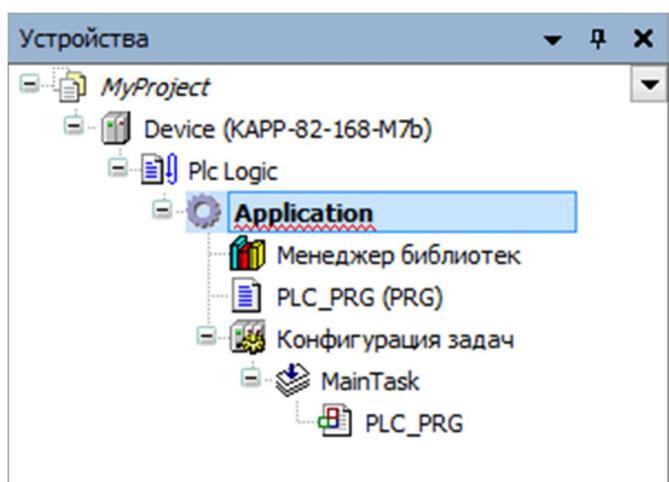 Устройства
MyProject
Device (KAPP-82-168-M7b)
Plc Logic
Application
Менеджер библиотек
PLC_PRG (PRG)
Конфигурация задач
MainTask
PLC_PRG